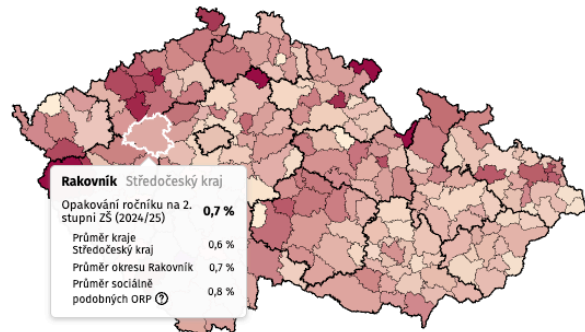 Rakovník Středočeský kraj
Opakování ročníku na 2.
stupni ZŠ (2024/25) 0,7 %
Průměr kraje
Středočeský kraj 0,6 %
Průměr okresu Rakovník 0,7 %
Průměr sociálně
podobných ORP ? 0,8 %